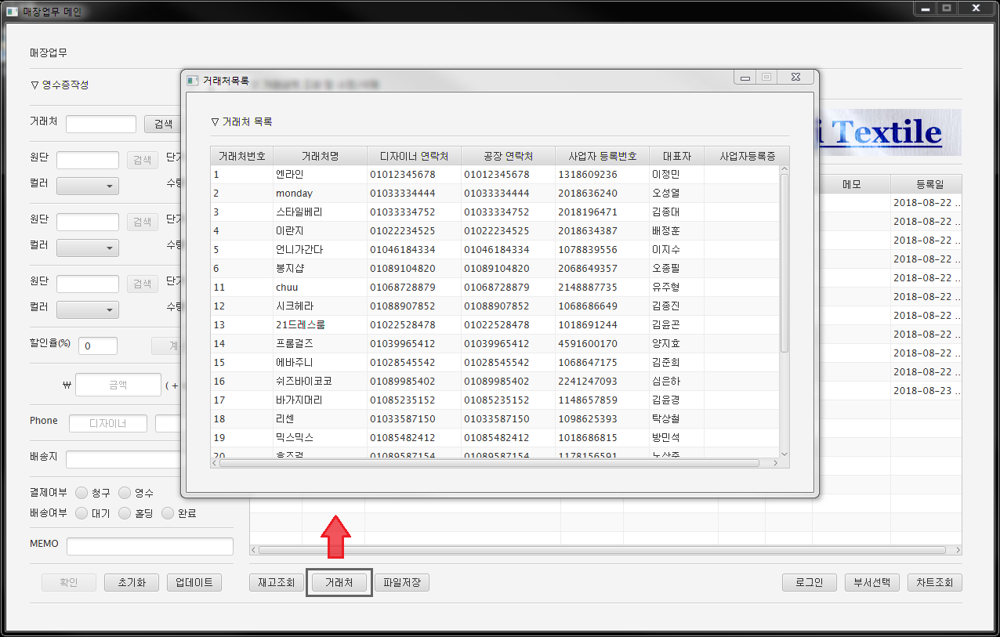 매장업무 메인
매장업무
▽ 영수증작성
거래처 검색
원단 검색
컬러
원단 검색
컬러
원단 검색
컬러
할인율(%) 0
₩ 금액 ( +
Phone 디자이너
배송지
결제여부 청구 영수
배송여부 대기 홀딩 완료
MEMO
확인 초기화 업데이트
거래처목록
▽ 거래처 목록
거래처번호 거래처명 디자이너 연락처 공장 연락처 사업자 등록번호 대표자 사업자등록증
1 엔라인 01012345678 01012345678 1318609236 이정민
2 monday 01033334444 01033334444 2018636240 오성열
3 스타일베리 01033334752 01033334752 2018196471 김종대
4 이란지 01022234525 01022234525 2018634387 배정훈
5 언니가간다 01046184334 01046184334 1078839556 이지수
6 봉지샵 01089104820 01089104820 2068649357 오종필
11 chuu 01068728879 01068728879 2148887735 유주형
12 시크헤라 01088907852 01088907852 1068686649 김종진
13 21드레스룸 01022528478 01022528478 1018691244 김윤곤
14 프롬걸즈 01039965412 01039965412 4591600170 양지효
15 에바주니 01028545542 01028545542 1068647175 김준희
16 쉬즈바이코코 01089985402 01089985402 2241247093 심은하
17 바가지머리 01085235152 01085235152 1148657859 김윤경
18 리센 01033587150 01033587150 1098625393 탁상철
19 믹스믹스 01085482412 01085482412 1018686815 방민석
20 01089587154 01089587154 1178156591
Textile
메모 등록일
2018-08-22 ..
2018-08-22 ..
2018-08-22 ..
2018-08-22 ..
2018-08-22 ..
2018-08-22 ..
2018-08-22 ..
2018-08-22 ..
2018-08-22 ..
2018-08-22 ..
2018-08-23 ..
재고조회 거래처 파일저장 로그인 부서선택 차트조회